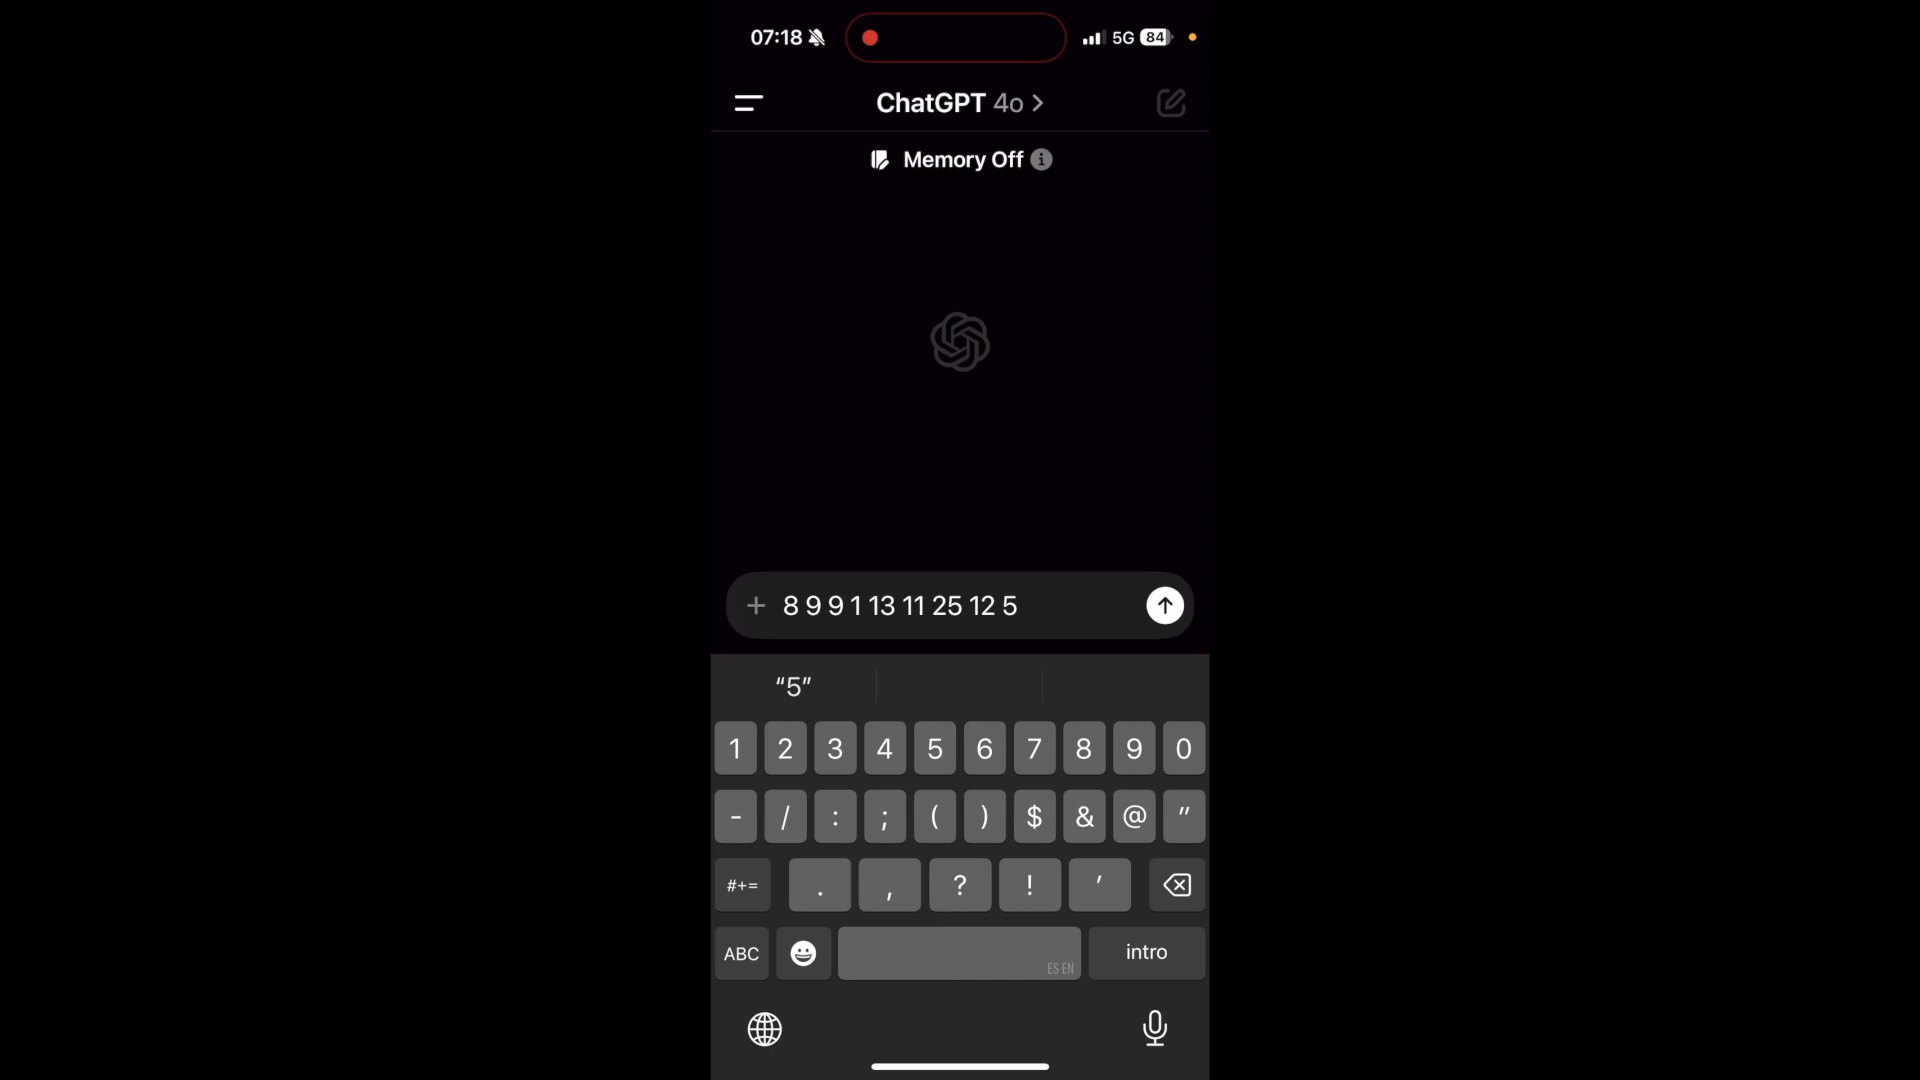 07:18 5G 84
ChatGPT 4o
Memory Off
8 9 9 1 13 11 25 12 5
“5”
1 2 3 4 5 6 7 8 9 0
- / : ; ( ) $ & @ "
#+= . , ? ! ′
ABC ES EN intro